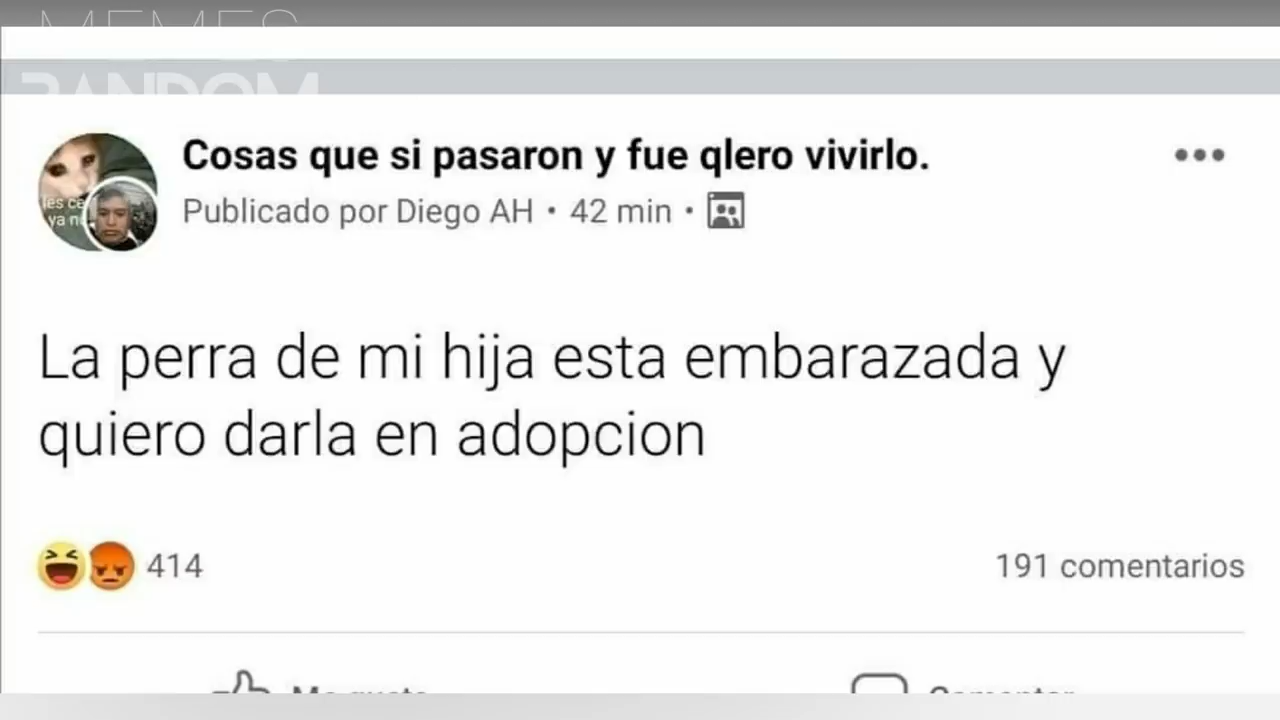 MEMES
RANDOM
Cosas que si pasaron y fue qlero vivirlo.
Publicado por Diego AH • 42 min •
les ce
ya n
La perra de mi hija esta embarazada y
quiero darla en adopcion
414
191 comentarios
Me gusta
Comentar